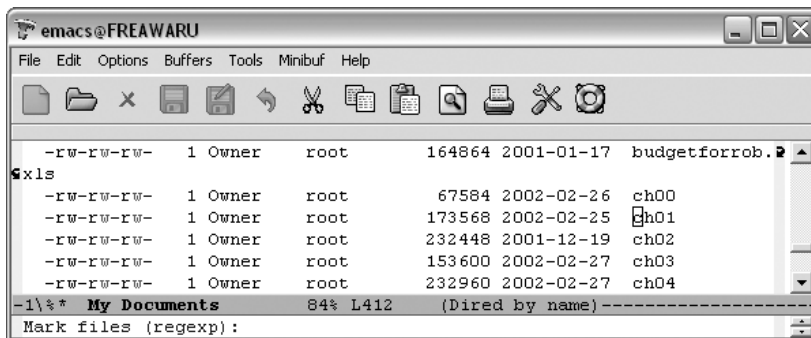 emacs@FREAWARU
File Edit Options Buffers Tools Minibuf Help
-rw-rw-rw- 1 Owner root 164864 2001-01-17 budgetforrob.
xls
-rw-rw-rw- 1 Owner root 67584 2002-02-26 ch00
-rw-rw-rw- 1 Owner root 173568 2002-02-25 ch01
-rw-rw-rw- 1 Owner root 232448 2001-12-19 ch02
-rw-rw-rw- 1 Owner root 153600 2002-02-27 ch03
-rw-rw-rw- 1 Owner root 232960 2002-02-27 ch04
-1\%* My Documents 84% L412 (Dired by name)--------------------
Mark files (regexp):